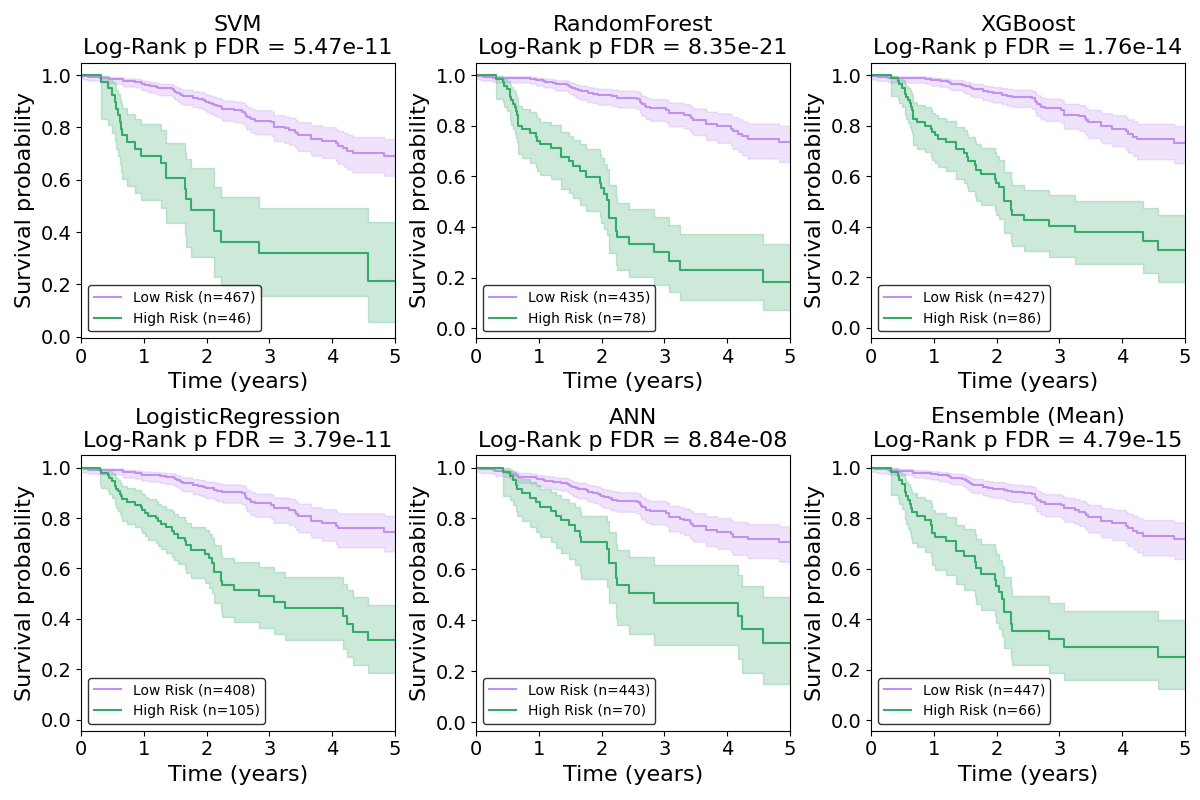 SVM
Log-Rank p FDR = 5.47e-11
Survival probability
1.0
0.8
0.6
0.4
0.2
0.0
Low Risk (n=467)
High Risk (n=46)
0 1 2 3 4 5
Time (years)
RandomForest
Log-Rank p FDR = 8.35e-21
Survival probability
1.0
0.8
0.6
0.4
0.2
0.0
Low Risk (n=435)
High Risk (n=78)
0 1 2 3 4 5
Time (years)
XGBoost
Log-Rank p FDR = 1.76e-14
Survival probability
1.0
0.8
0.6
0.4
0.2
0.0
Low Risk (n=427)
High Risk (n=86)
0 1 2 3 4 5
Time (years)
LogisticRegression
Log-Rank p FDR = 3.79e-11
Survival probability
1.0
0.8
0.6
0.4
0.2
0.0
Low Risk (n=408)
High Risk (n=105)
0 1 2 3 4 5
Time (years)
ANN
Log-Rank p FDR = 8.84e-08
Survival probability
1.0
0.8
0.6
0.4
0.2
0.0
Low Risk (n=443)
High Risk (n=70)
0 1 2 3 4 5
Time (years)
Ensemble (Mean)
Log-Rank p FDR = 4.79e-15
Survival probability
1.0
0.8
0.6
0.4
0.2
0.0
Low Risk (n=447)
High Risk (n=66)
0 1 2 3 4 5
Time (years)